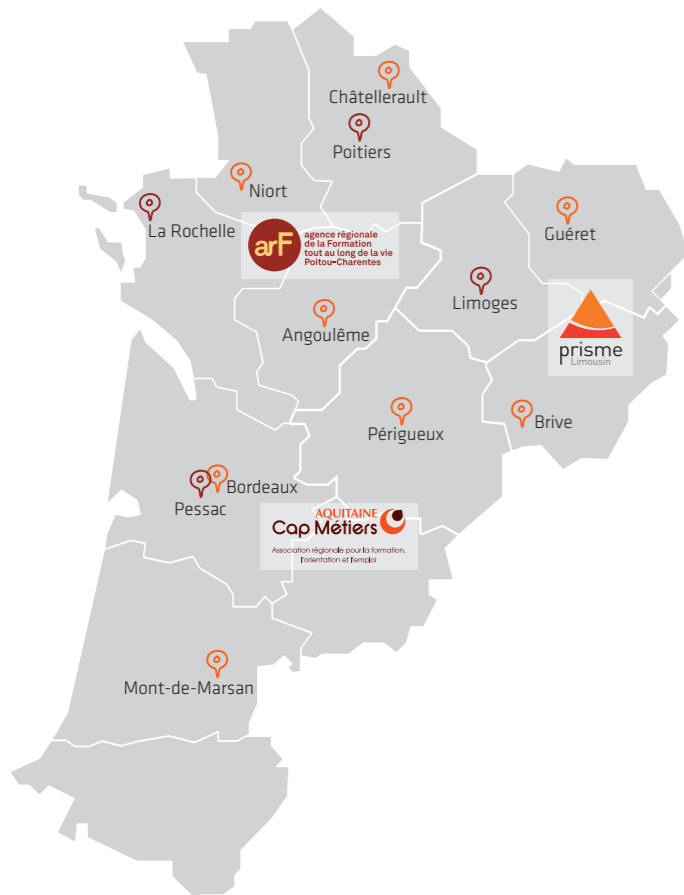 Châtellerault
Poitiers
Niort
La Rochelle
Guéret
arF
agence régionale
de la Formation
tout au long de la vie
Poitou-Charentes
Limoges
Angoulême
prisme
Limousin
Périgueux
Brive
Bordeaux
Pessac
AQUITAINE
Cap Métiers
Association régionale pour la formation,
l'orientation et l'emploi
Mont-de-Marsan